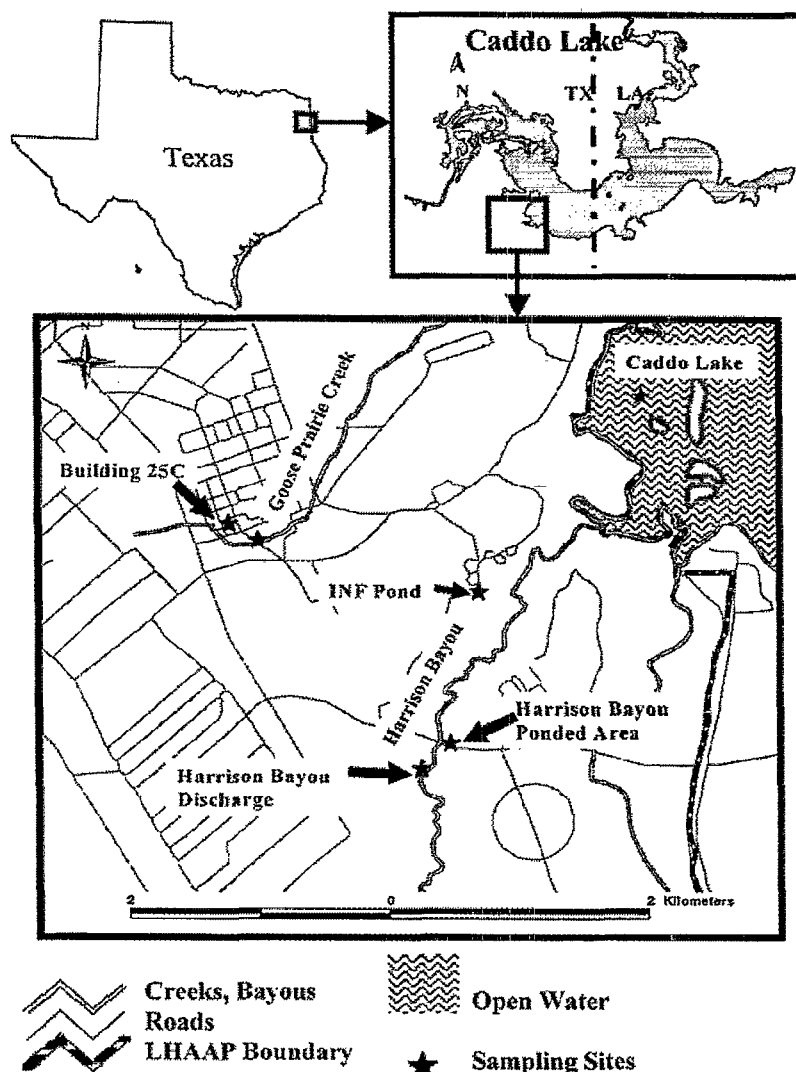 Texas
Caddo Lake
N
TX
LA
Caddo Lake
Goose Prairie Creek
Building 25C
INF Pond
Harrison Bayou
Harrison Bayou
Ponded Area
Harrison Bayou
Discharge
2
0
2 Kilometers
Creeks, Bayous
Roads
LHAAP Boundary
Open Water
Sampling Sites